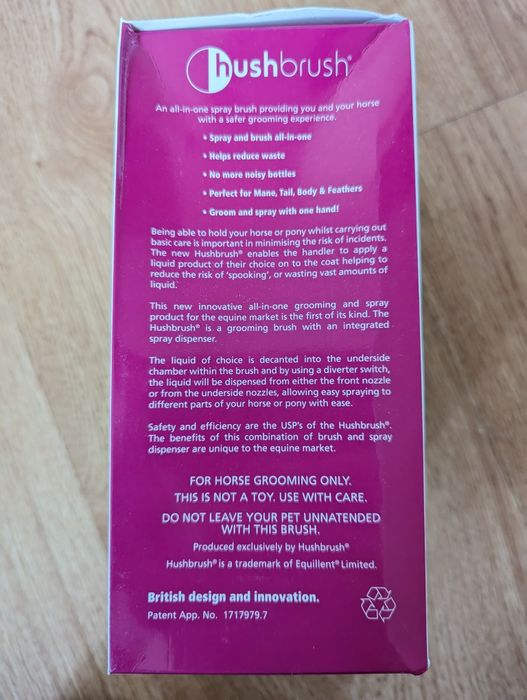 hushbrush®
An all-in-one spray brush providing you and your horse
with a safer grooming experience.
• Spray and brush all-in-one
• Helps reduce waste
• No more noisy bottles
• Perfect for Mane, Tail, Body & Feathers
• Groom and spray with one hand!
Being able to hold your horse or pony whilst carrying out
basic care is important in minimising the risk of incidents.
The new Hushbrush® enables the handler to apply a
liquid product of their choice on to the coat helping to
reduce the risk of 'spooking', or wasting vast amounts of
liquid.
This new innovative all-in-one grooming and spray
product for the equine market is the first of its kind. The
Hushbrush® is a grooming brush with an integrated
spray dispenser.
The liquid of choice is decanted into the underside
chamber within the brush and by using a diverter switch,
the liquid will be dispensed from either the front nozzle
or from the underside nozzles, allowing easy spraying to
different parts of your horse or pony with ease.
Safety and efficiency are the USP's of the Hushbrush®.
The benefits of this combination of brush and spray
dispenser are unique to the equine market.
FOR HORSE GROOMING ONLY.
THIS IS NOT A TOY. USE WITH CARE.
DO NOT LEAVE YOUR PET UNNATENDED
WITH THIS BRUSH.
Produced exclusively by Hushbrush®
Hushbrush® is a trademark of Equillent® Limited.
British design and innovation.
Patent App. No. 1717979.7